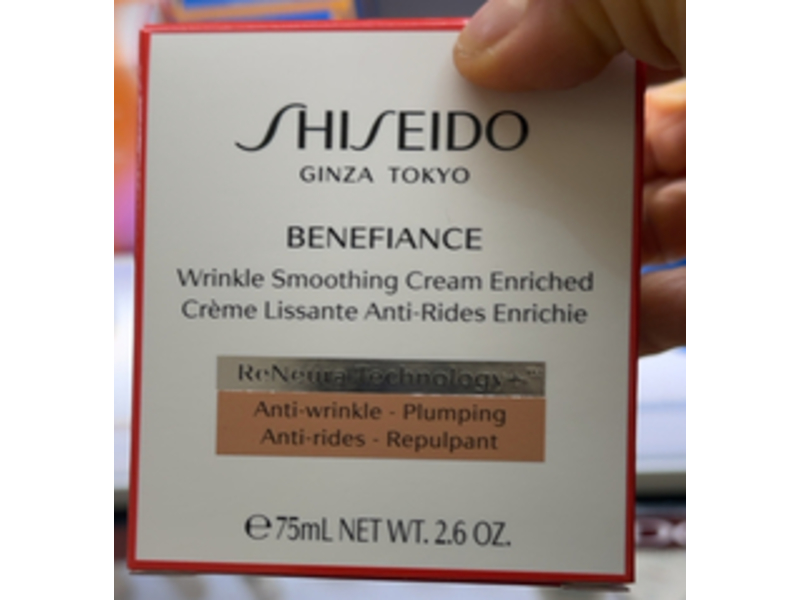 SHISEIDO
GINZA TOKYO
BENEFIANCE
Wrinkle Smoothing Cream Enriched
Crème Lissante Anti-Rides Enrichie
ReNeura Technology+™
Anti-wrinkle - Plumping
Anti-rides - Repulpant
℮75mL NET WT. 2.6 OZ.